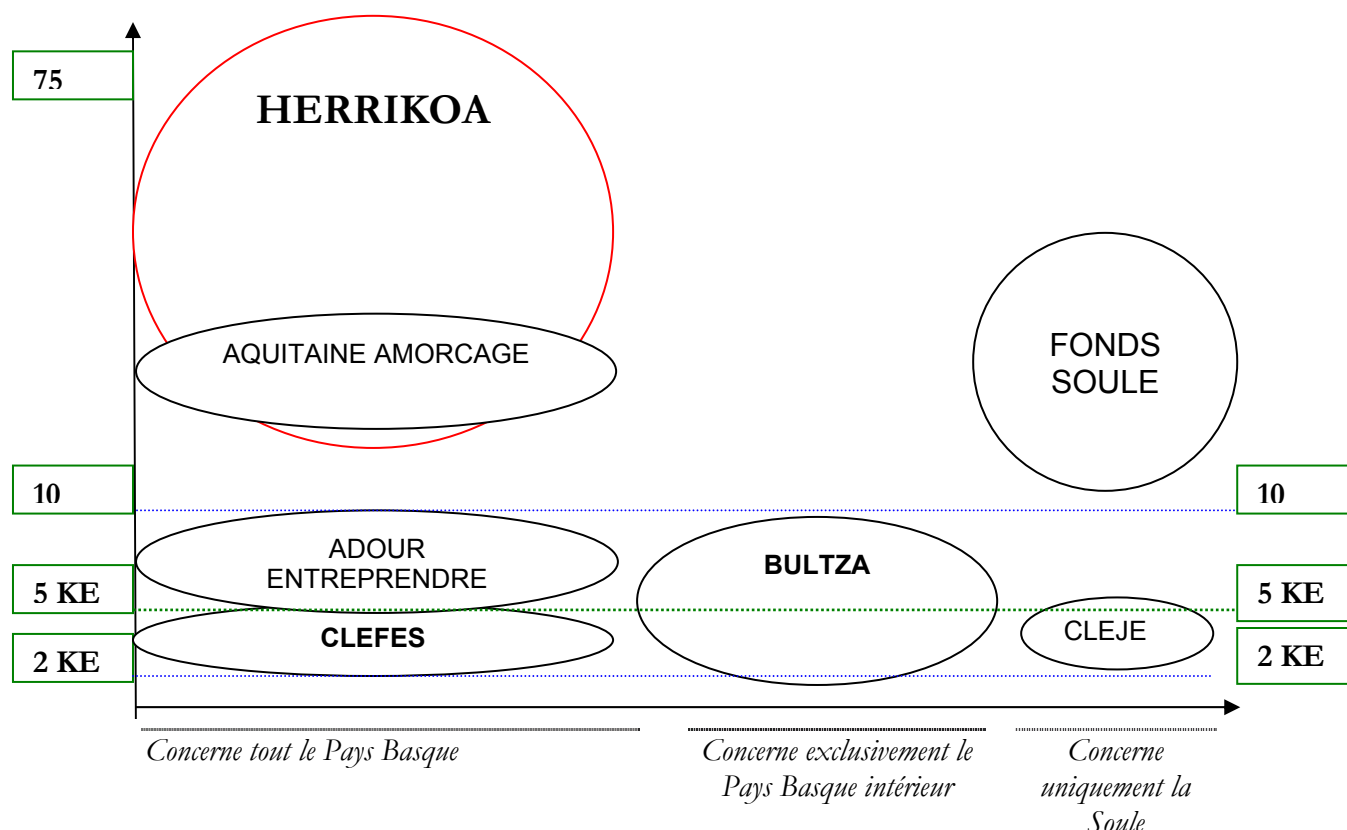 75
HERRIKOA
AQUITAINE AMORCAGE
FONDS
SOULE
10
10
ADOUR
ENTREPRENDRE
BULTZA
5 KE
5 KE
CLEFES
CLEJE
2 KE
2 KE
Concerne tout le Pays Basque
Concerne exclusivement le
Pays Basque intérieur
Concerne
uniquement la
Soule